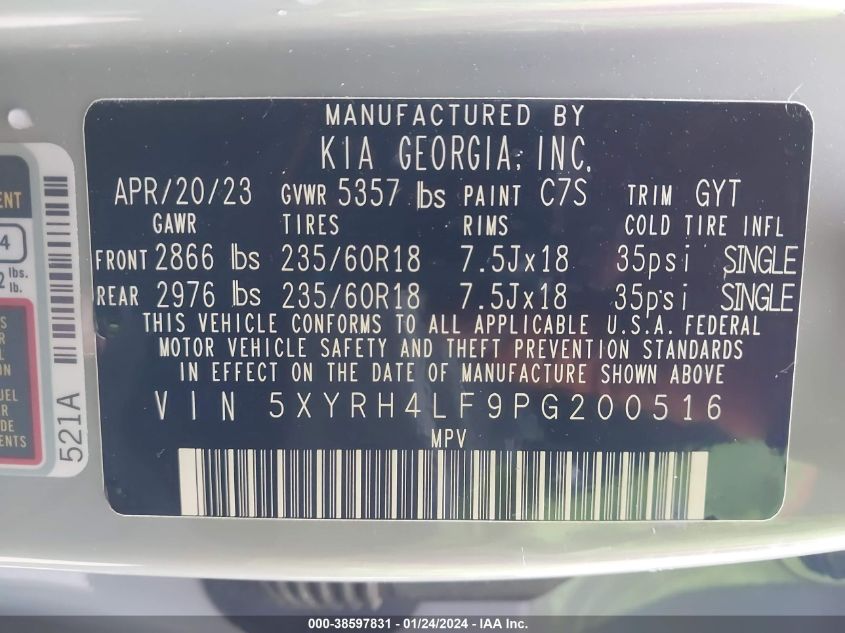 MANUFACTURED BY
KIA GEORGIA, INC.
APR/20/23 GVWR 5357 lbs PAINT C7S TRIM GYT
GAWR TIRES RIMS COLD TIRE INFL
FRONT 2866 lbs 235/60R18 7.5Jx18 35psi SINGLE
REAR 2976 lbs 235/60R18 7.5Jx18 35psi SINGLE
THIS VEHICLE CONFORMS TO ALL APPLICABLE U.S.A. FEDERAL
MOTOR VEHICLE SAFETY AND THEFT PREVENTION STANDARDS
IN EFFECT ON THE DATE OF MANUFACTURE SHOWN ABOVE
VIN 5XYRH4LF9PG200516
MPV
521A
4
lbs.
lb.
000-38597831 - 01/24/2024 - IAA Inc.